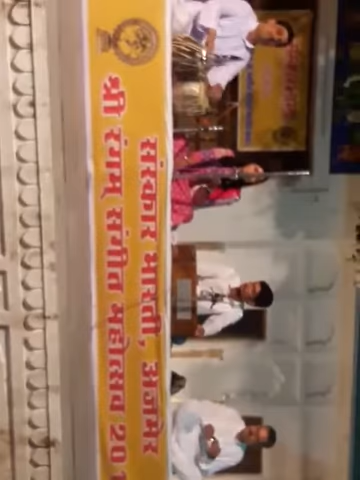 संस्कार भारती, अजमेर
श्री रंगम् संगीत महोत्सव 201